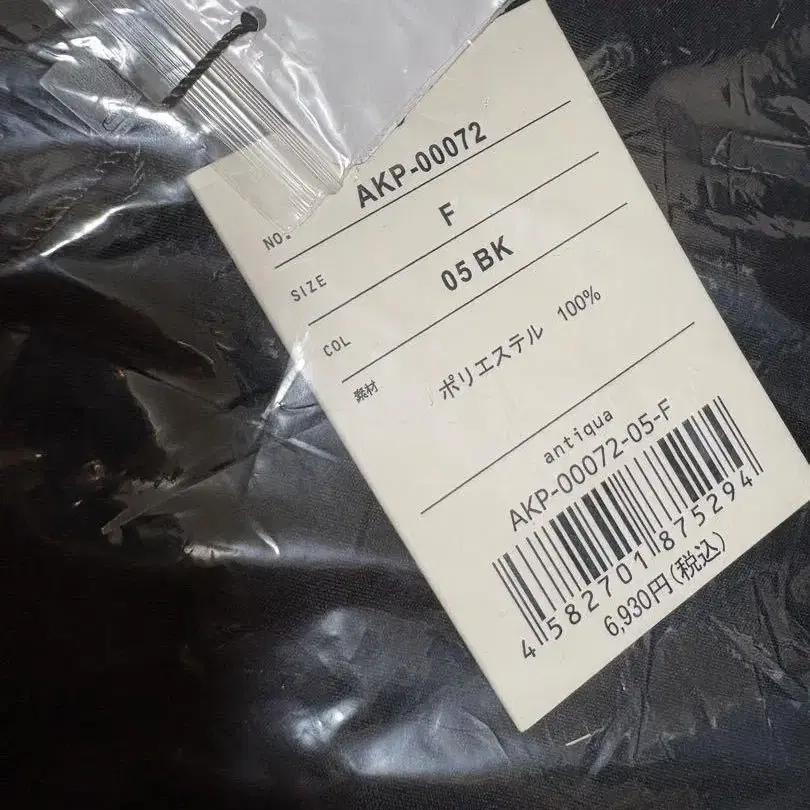 NO. AKP-00072
SIZE F
COL 05 BK
素材 ポリエステル 100%
antiqua
AKP-00072-05-F
4582701875294
6,930円(税込)